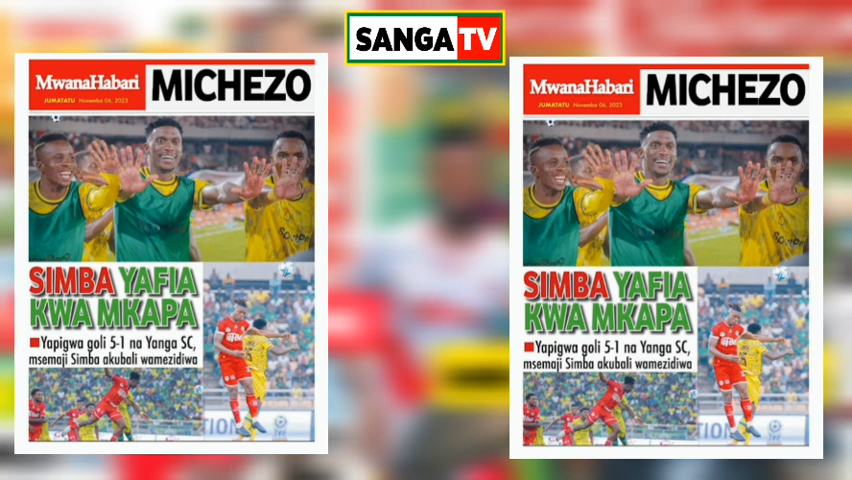 SANGA TV
MwanaHabari MICHEZO
JUMATATU Novemba 06, 2023
SIMBA YAFIA
KWA MKAPA
Yapigwa goli 5-1 na Yanga SC,
msemaji Simba akubali wamezidiwa
MwanaHabari MICHEZO
JUMATATU Novemba 06, 2023
SIMBA YAFIA
KWA MKAPA
Yapigwa goli 5-1 na Yanga SC,
msemaji Simba akubali wamezidiwa